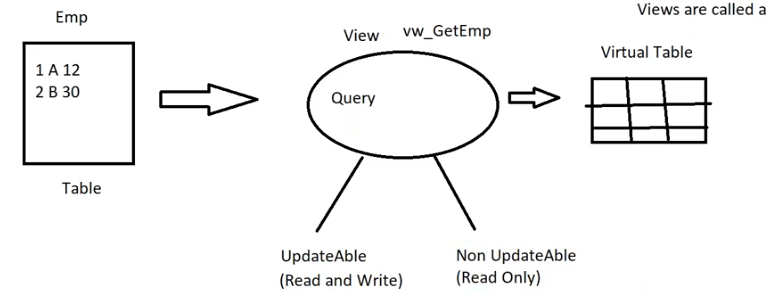 Views are called a
Emp
View vw_GetEmp
Virtual Table
1 A 12
2 B 30
Query
Table
UpdateAble
(Read and Write)
Non UpdateAble
(Read Only)